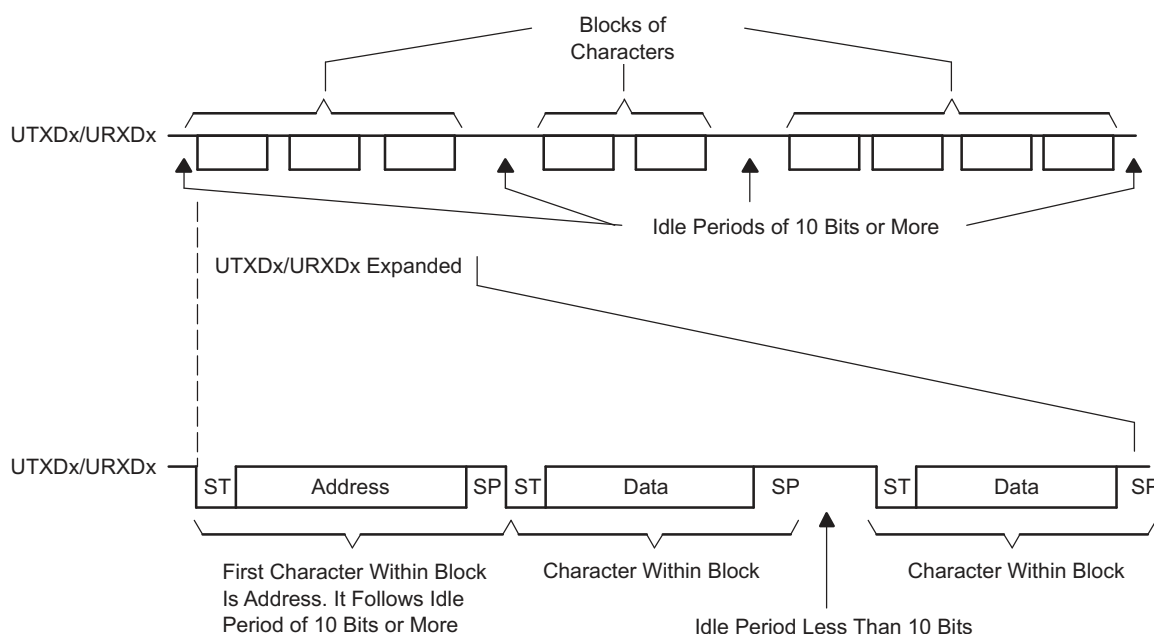 Blocks of
Characters
UTXDx/URXDx
Idle Periods of 10 Bits or More
UTXDx/URXDx Expanded
UTXDx/URXDx
ST
Address
SP
ST
Data
SP
ST
Data
SP
First Character Within Block
Is Address. It Follows Idle
Period of 10 Bits or More
Character Within Block
Character Within Block
Idle Period Less Than 10 Bits